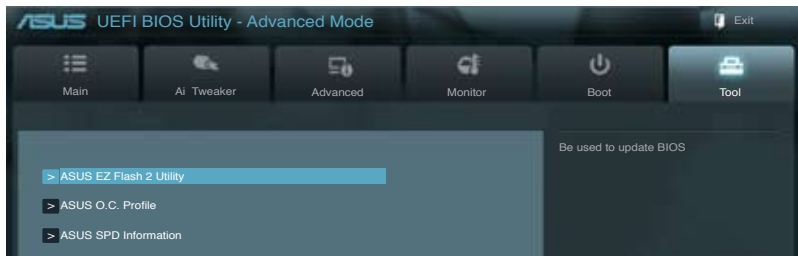 ASUS UEFI BIOS Utility - Advanced Mode
Exit
Main
Ai Tweaker
Advanced
Monitor
Boot
Tool
Be used to update BIOS
> ASUS EZ Flash 2 Utility
> ASUS O.C. Profile
> ASUS SPD Information